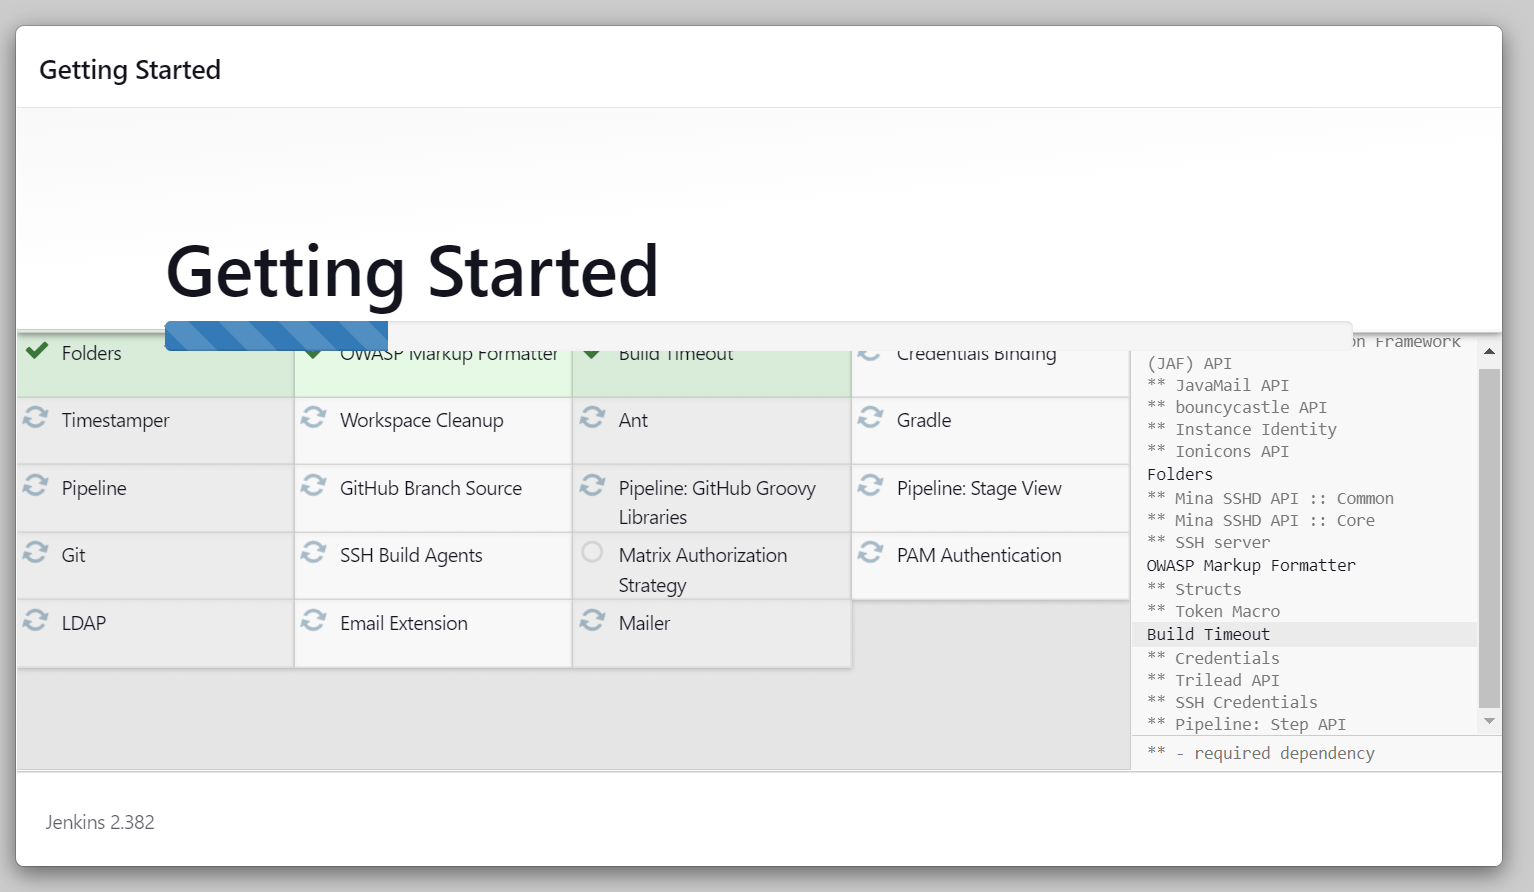 Getting Started
Getting Started
Folders
OWASP Markup Formatter
Build Timeout
Credentials Binding
Timestamper
Workspace Cleanup
Ant
Gradle
Pipeline
GitHub Branch Source
Pipeline: GitHub Groovy
Libraries
Pipeline: Stage View
Git
SSH Build Agents
Matrix Authorization
Strategy
PAM Authentication
LDAP
Email Extension
Mailer
on Framework
(JAF) API
** JavaMail API
** bouncycastle API
** Instance Identity
** Ionicons API
Folders
** Mina SSHD API :: Common
** Mina SSHD API :: Core
** SSH server
OWASP Markup Formatter
** Structs
** Token Macro
Build Timeout
** Credentials
** Trilead API
** SSH Credentials
** Pipeline: Step API
** - required dependency
Jenkins 2.382